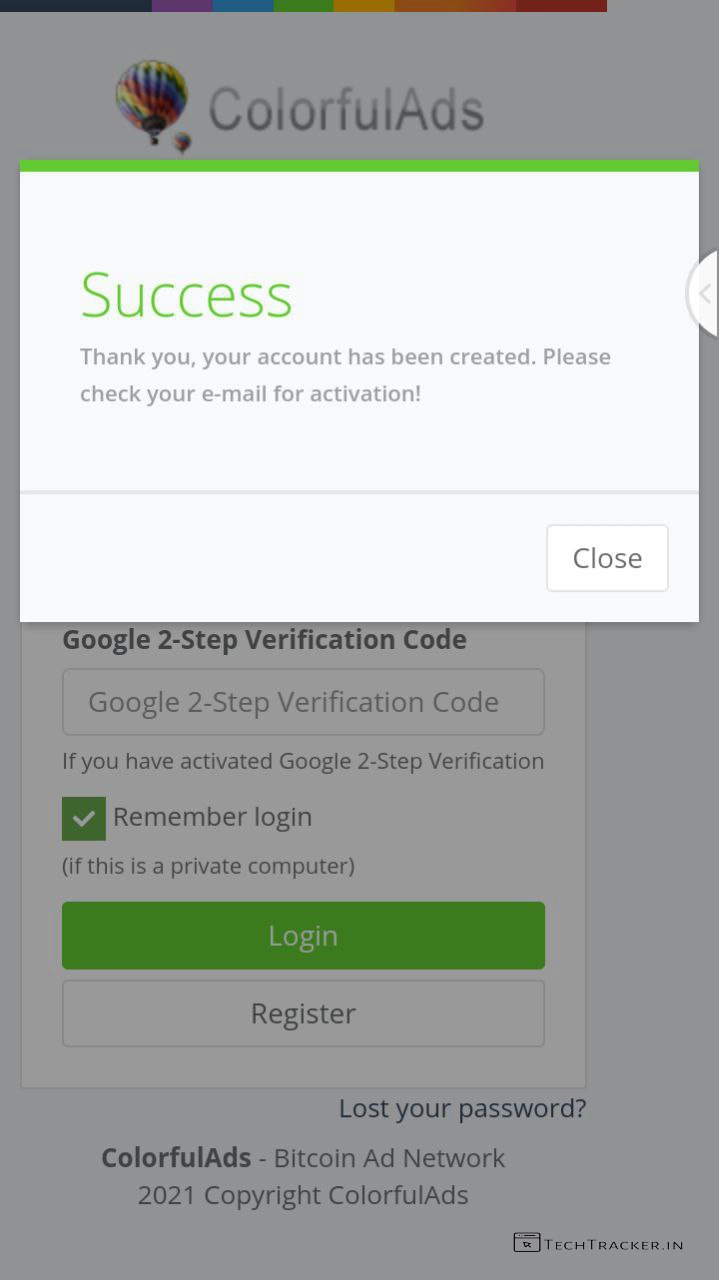 ColorfulAds
Success
Thank you, your account has been created. Please
check your e-mail for activation!
Close
Google 2-Step Verification Code
Google 2-Step Verification Code
If you have activated Google 2-Step Verification
Remember login
(if this is a private computer)
Login
Register
Lost your password?
ColorfulAds - Bitcoin Ad Network
2021 Copyright ColorfulAds
TECHTRACKER.IN